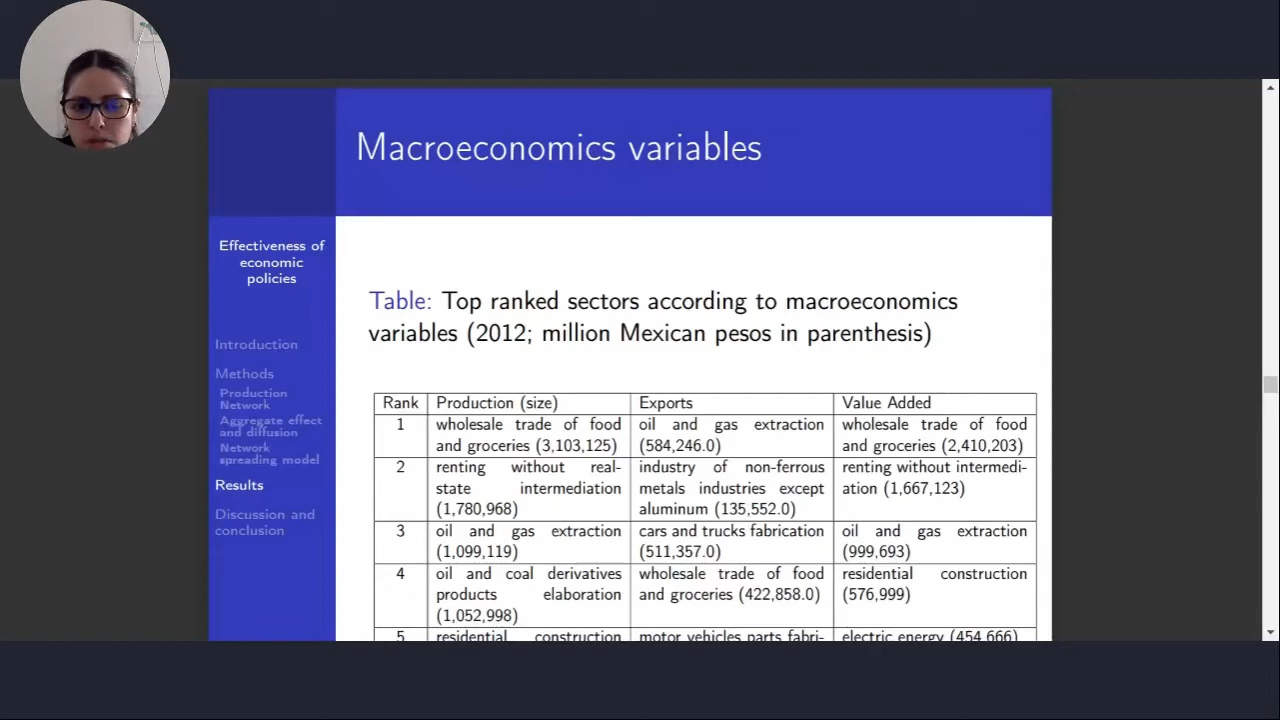 Macroeconomics variables
Effectiveness of
economic
policies
Introduction
Methods
Production
Network
Aggregate effect
and diffusion
Network
spreading model
Results
Discussion and
conclusion
Table: Top ranked sectors according to macroeconomics
variables (2012; million Mexican pesos in parenthesis)
Rank Production (size) Exports Value Added
1 wholesale trade of food oil and gas extraction wholesale trade of food
and groceries (3,103,125) (584,246.0) and groceries (2,410,203)
2 renting without real- industry of non-ferrous renting without intermedi-
state intermediation metals industries except ation (1,667,123)
(1,780,968) aluminum (135,552.0)
3 oil and gas extraction cars and trucks fabrication oil and gas extraction
(1,099,119) (511,357.0) (999,693)
4 oil and coal derivatives wholesale trade of food residential construction
products elaboration and groceries (422,858.0) (576,999)
(1,052,998)
5 residential construction motor vehicles parts fabri- electric energy (454,666)